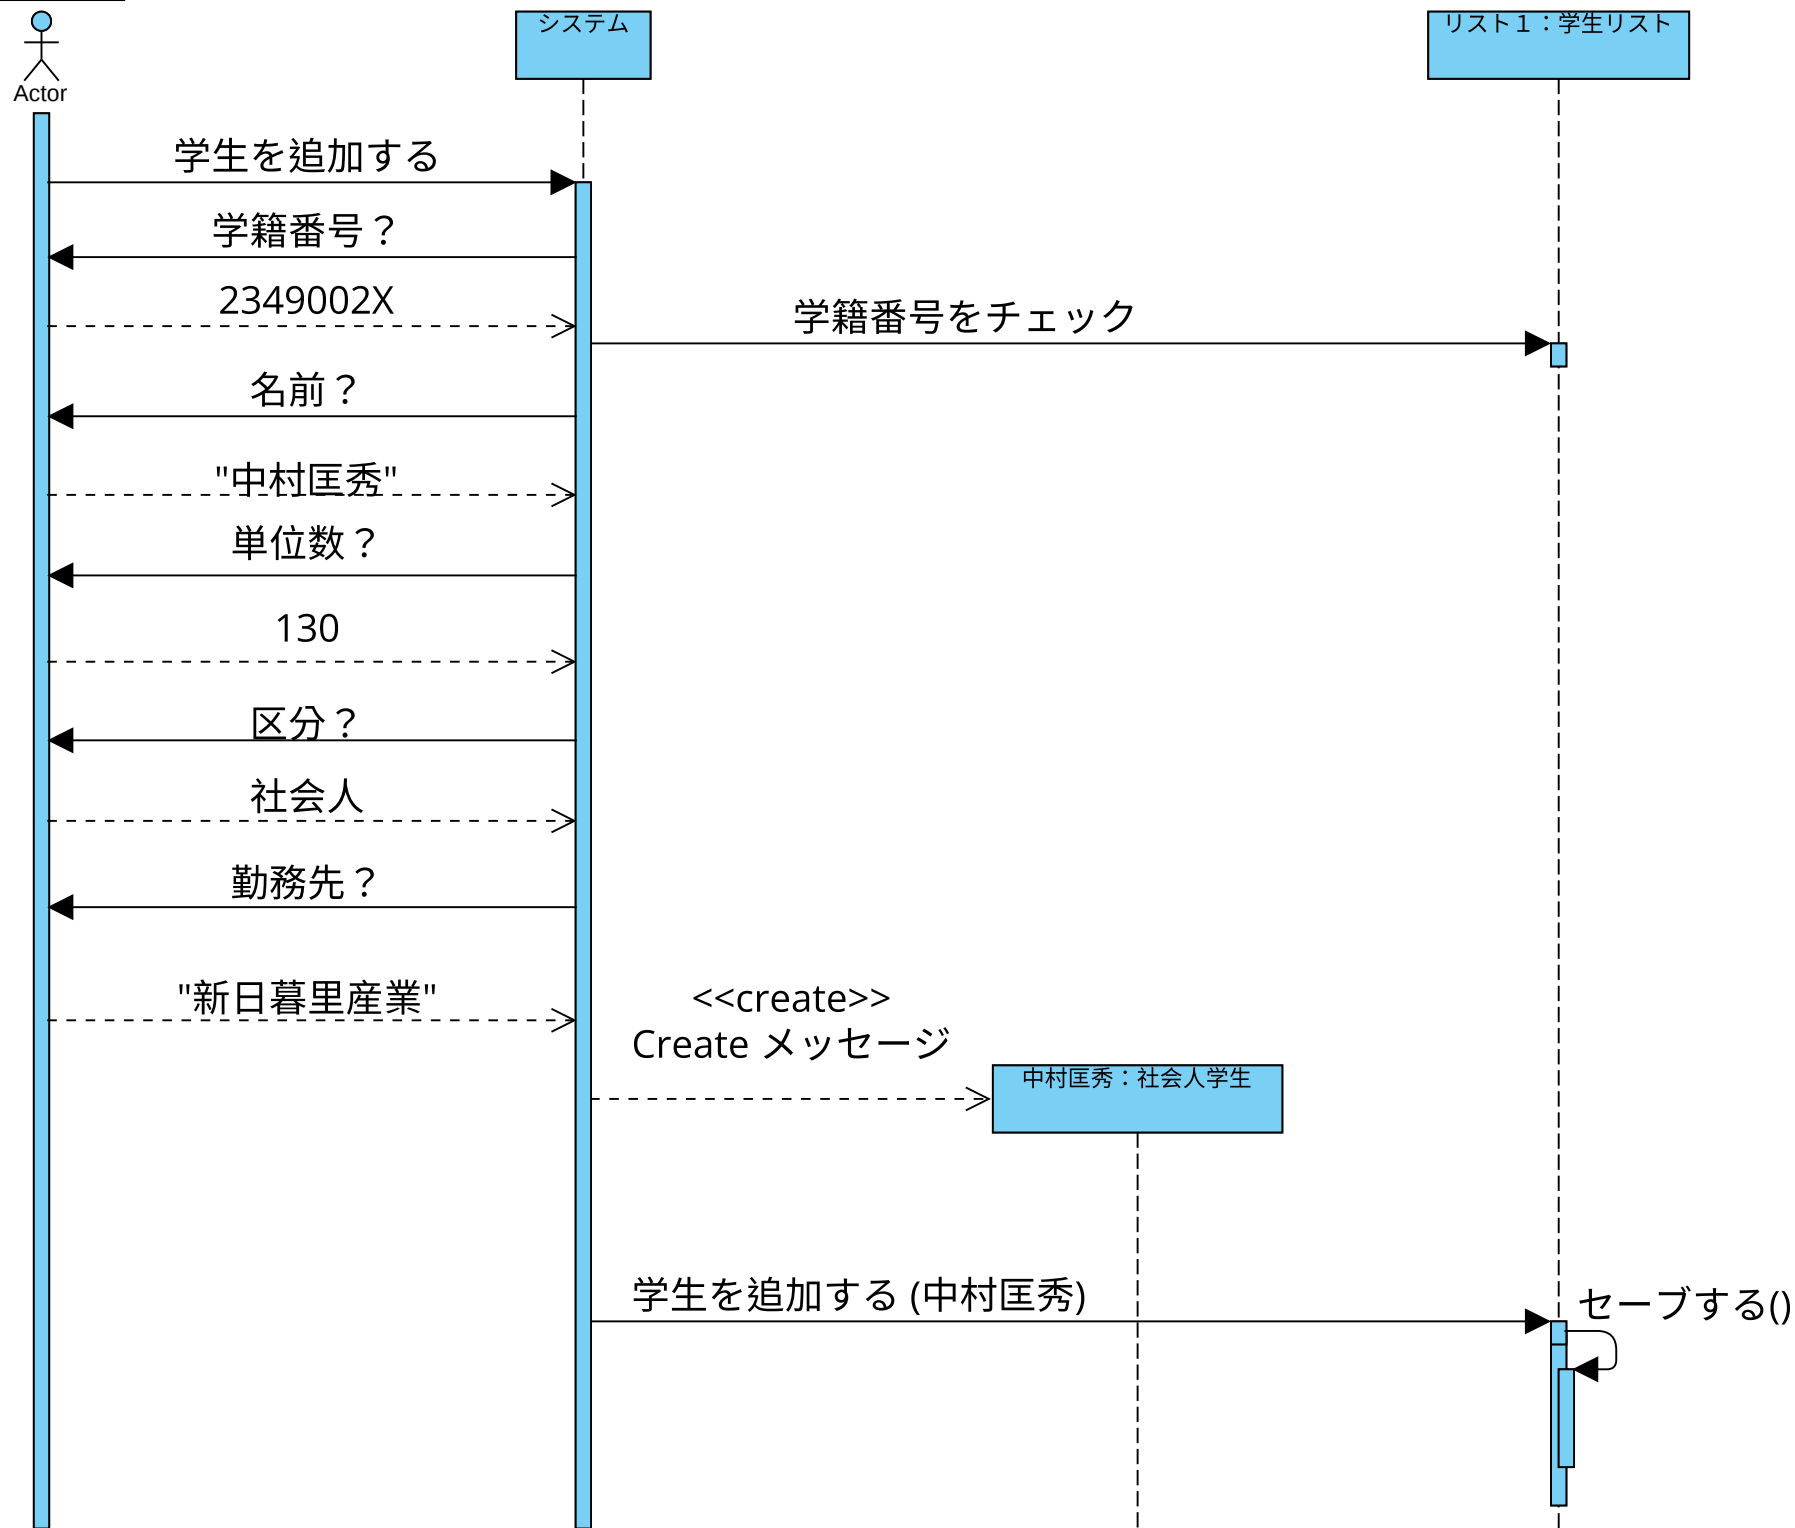 Actor
システム
リスト１：学生リスト
学生を追加する
学籍番号？
2349002X
学籍番号をチェック
名前？
"中村匡秀"
単位数？
130
区分？
社会人
勤務先？
"新日暮里産業"
<<create>>
Create メッセージ
中村匡秀：社会人学生
学生を追加する (中村匡秀)
セーブする()